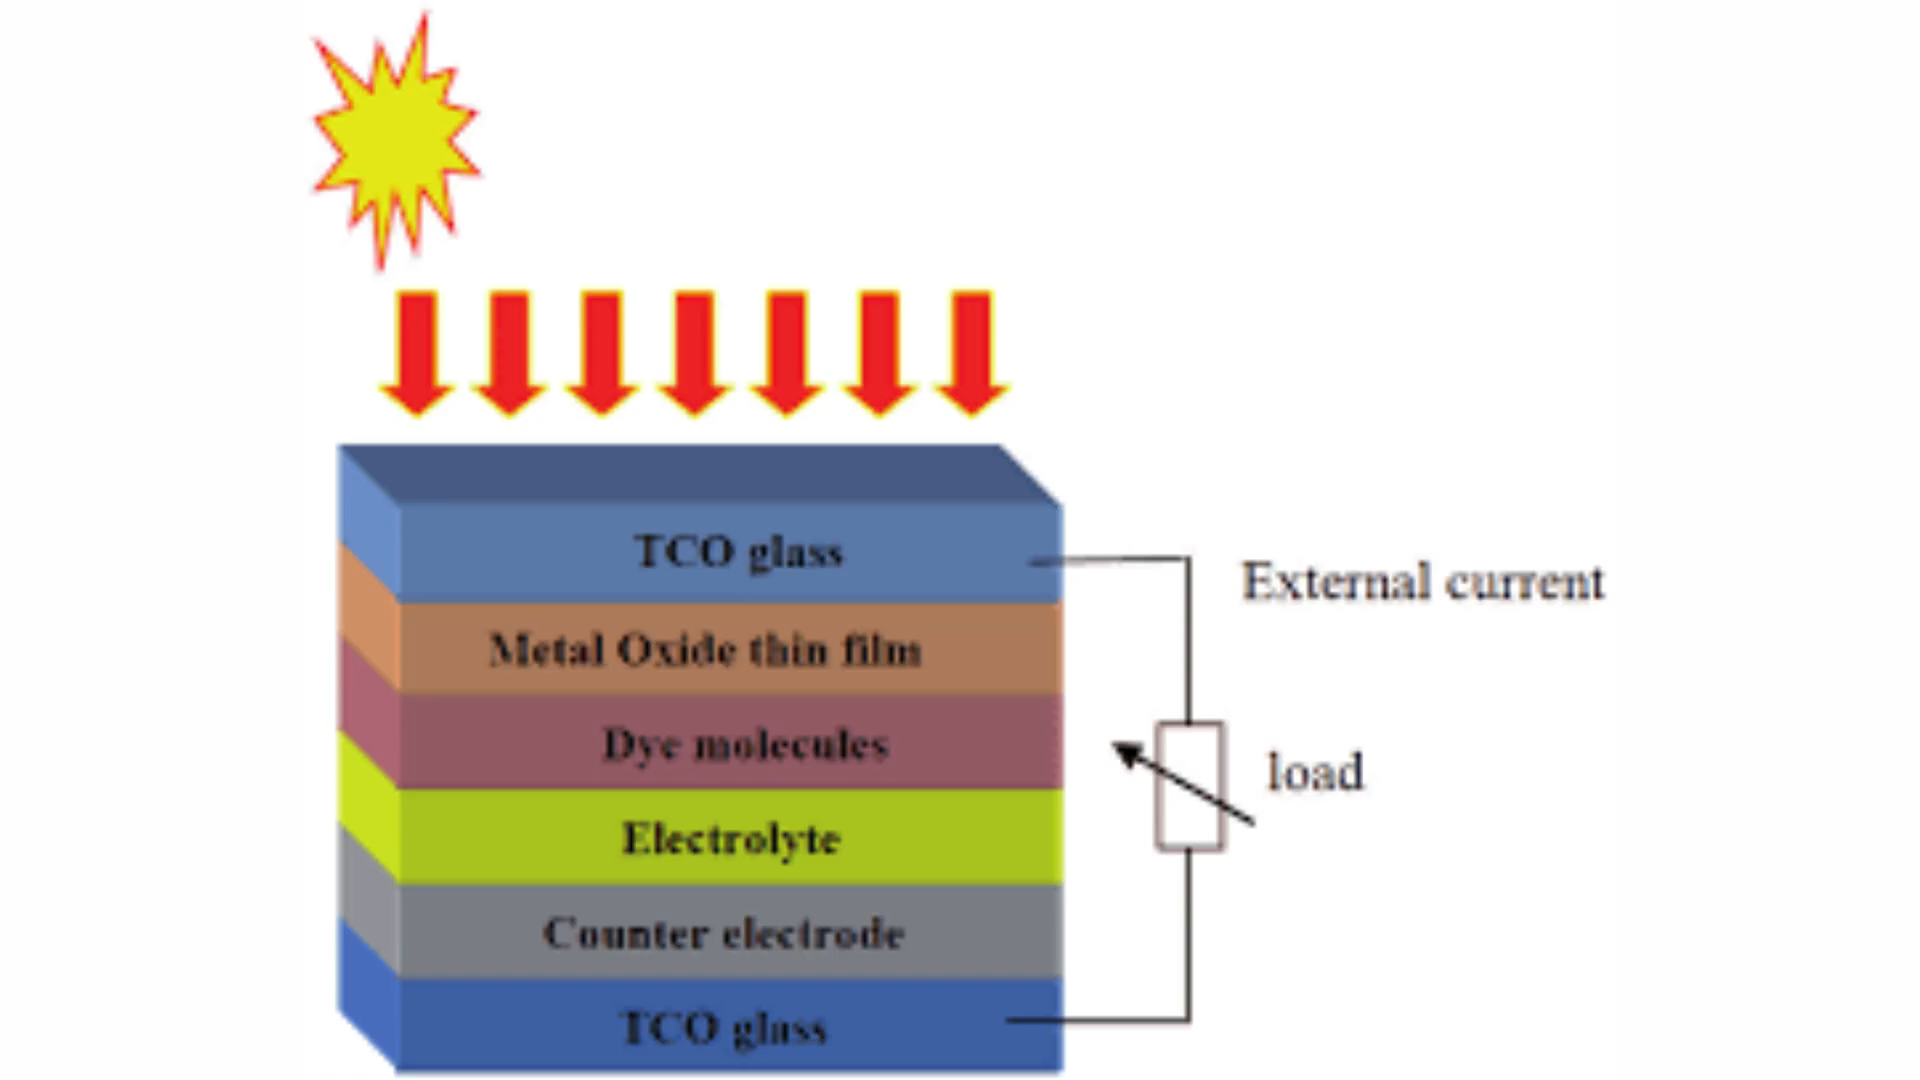 TCO glass
External current
Metal Oxide thin film
Dye molecules
load
Electrolyte
Counter electrode
TCO glass